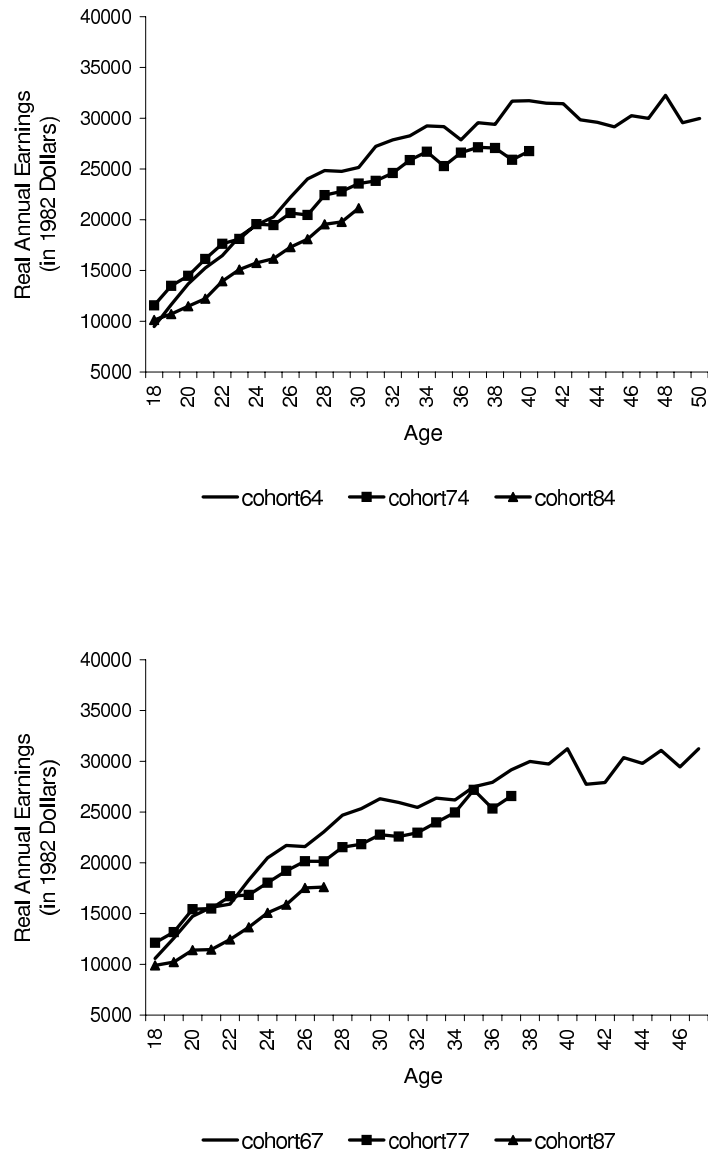 40000
35000
30000
25000
20000
15000
10000
5000
Real Annual Earnings
(in 1982 Dollars)
18 20 22 24 26 28 30 32 34 36 38 40 42 44 46 48 50
Age
cohort64 cohort74 cohort84
40000
35000
30000
25000
20000
15000
10000
5000
Real Annual Earnings
(in 1982 Dollars)
18 20 22 24 26 28 30 32 34 36 38 40 42 44 46
Age
cohort67 cohort77 cohort87